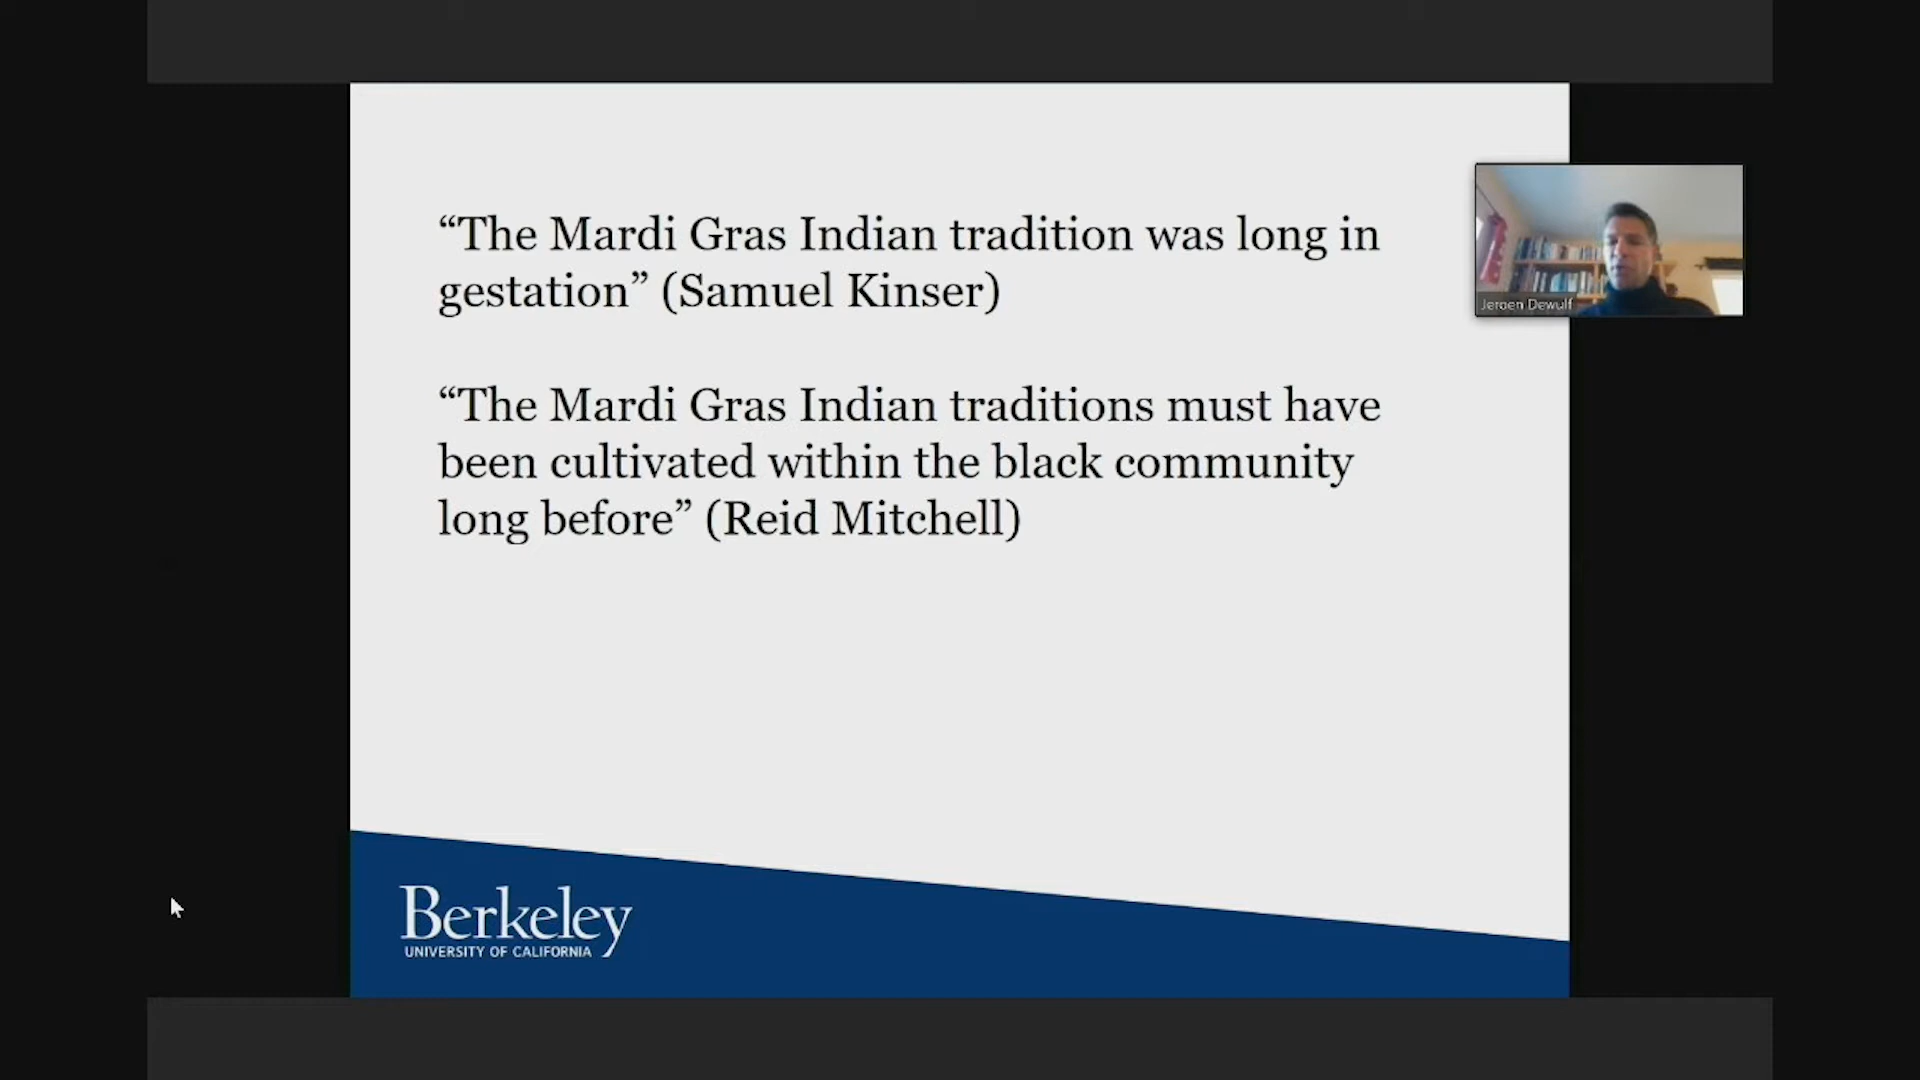 “The Mardi Gras Indian tradition was long in
gestation” (Samuel Kinser)
“The Mardi Gras Indian traditions must have
been cultivated within the black community
long before” (Reid Mitchell)
Jeroen Dewulf
Berkeley
UNIVERSITY OF CALIFORNIA